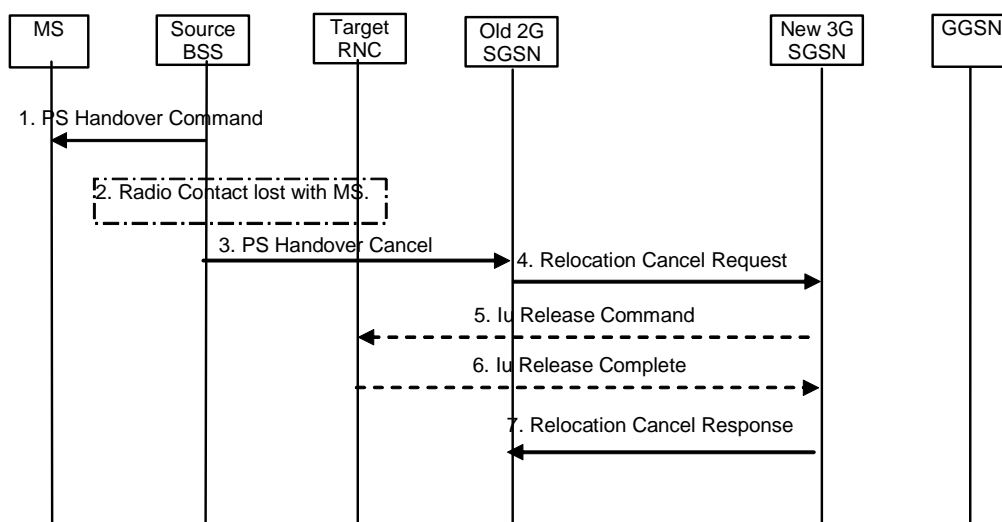 MS
Source
BSS
Target
RNC
Old 2G
SGSN
New 3G
SGSN
GGSN
1. PS Handover Command
2. Radio Contact lost with MS.
3. PS Handover Cancel
4. Relocation Cancel Request
5. Iu Release Command
6. Iu Release Complete
7. Relocation Cancel Response